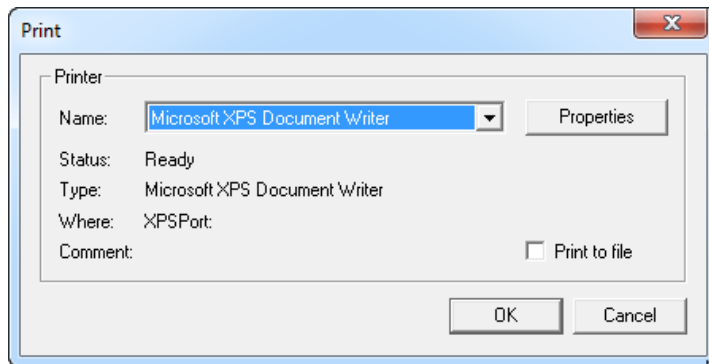 Print
Printer
Name: Microsoft XPS Document Writer Properties
Status: Ready
Type: Microsoft XPS Document Writer
Where: XPSPort:
Comment: Print to file
OK Cancel